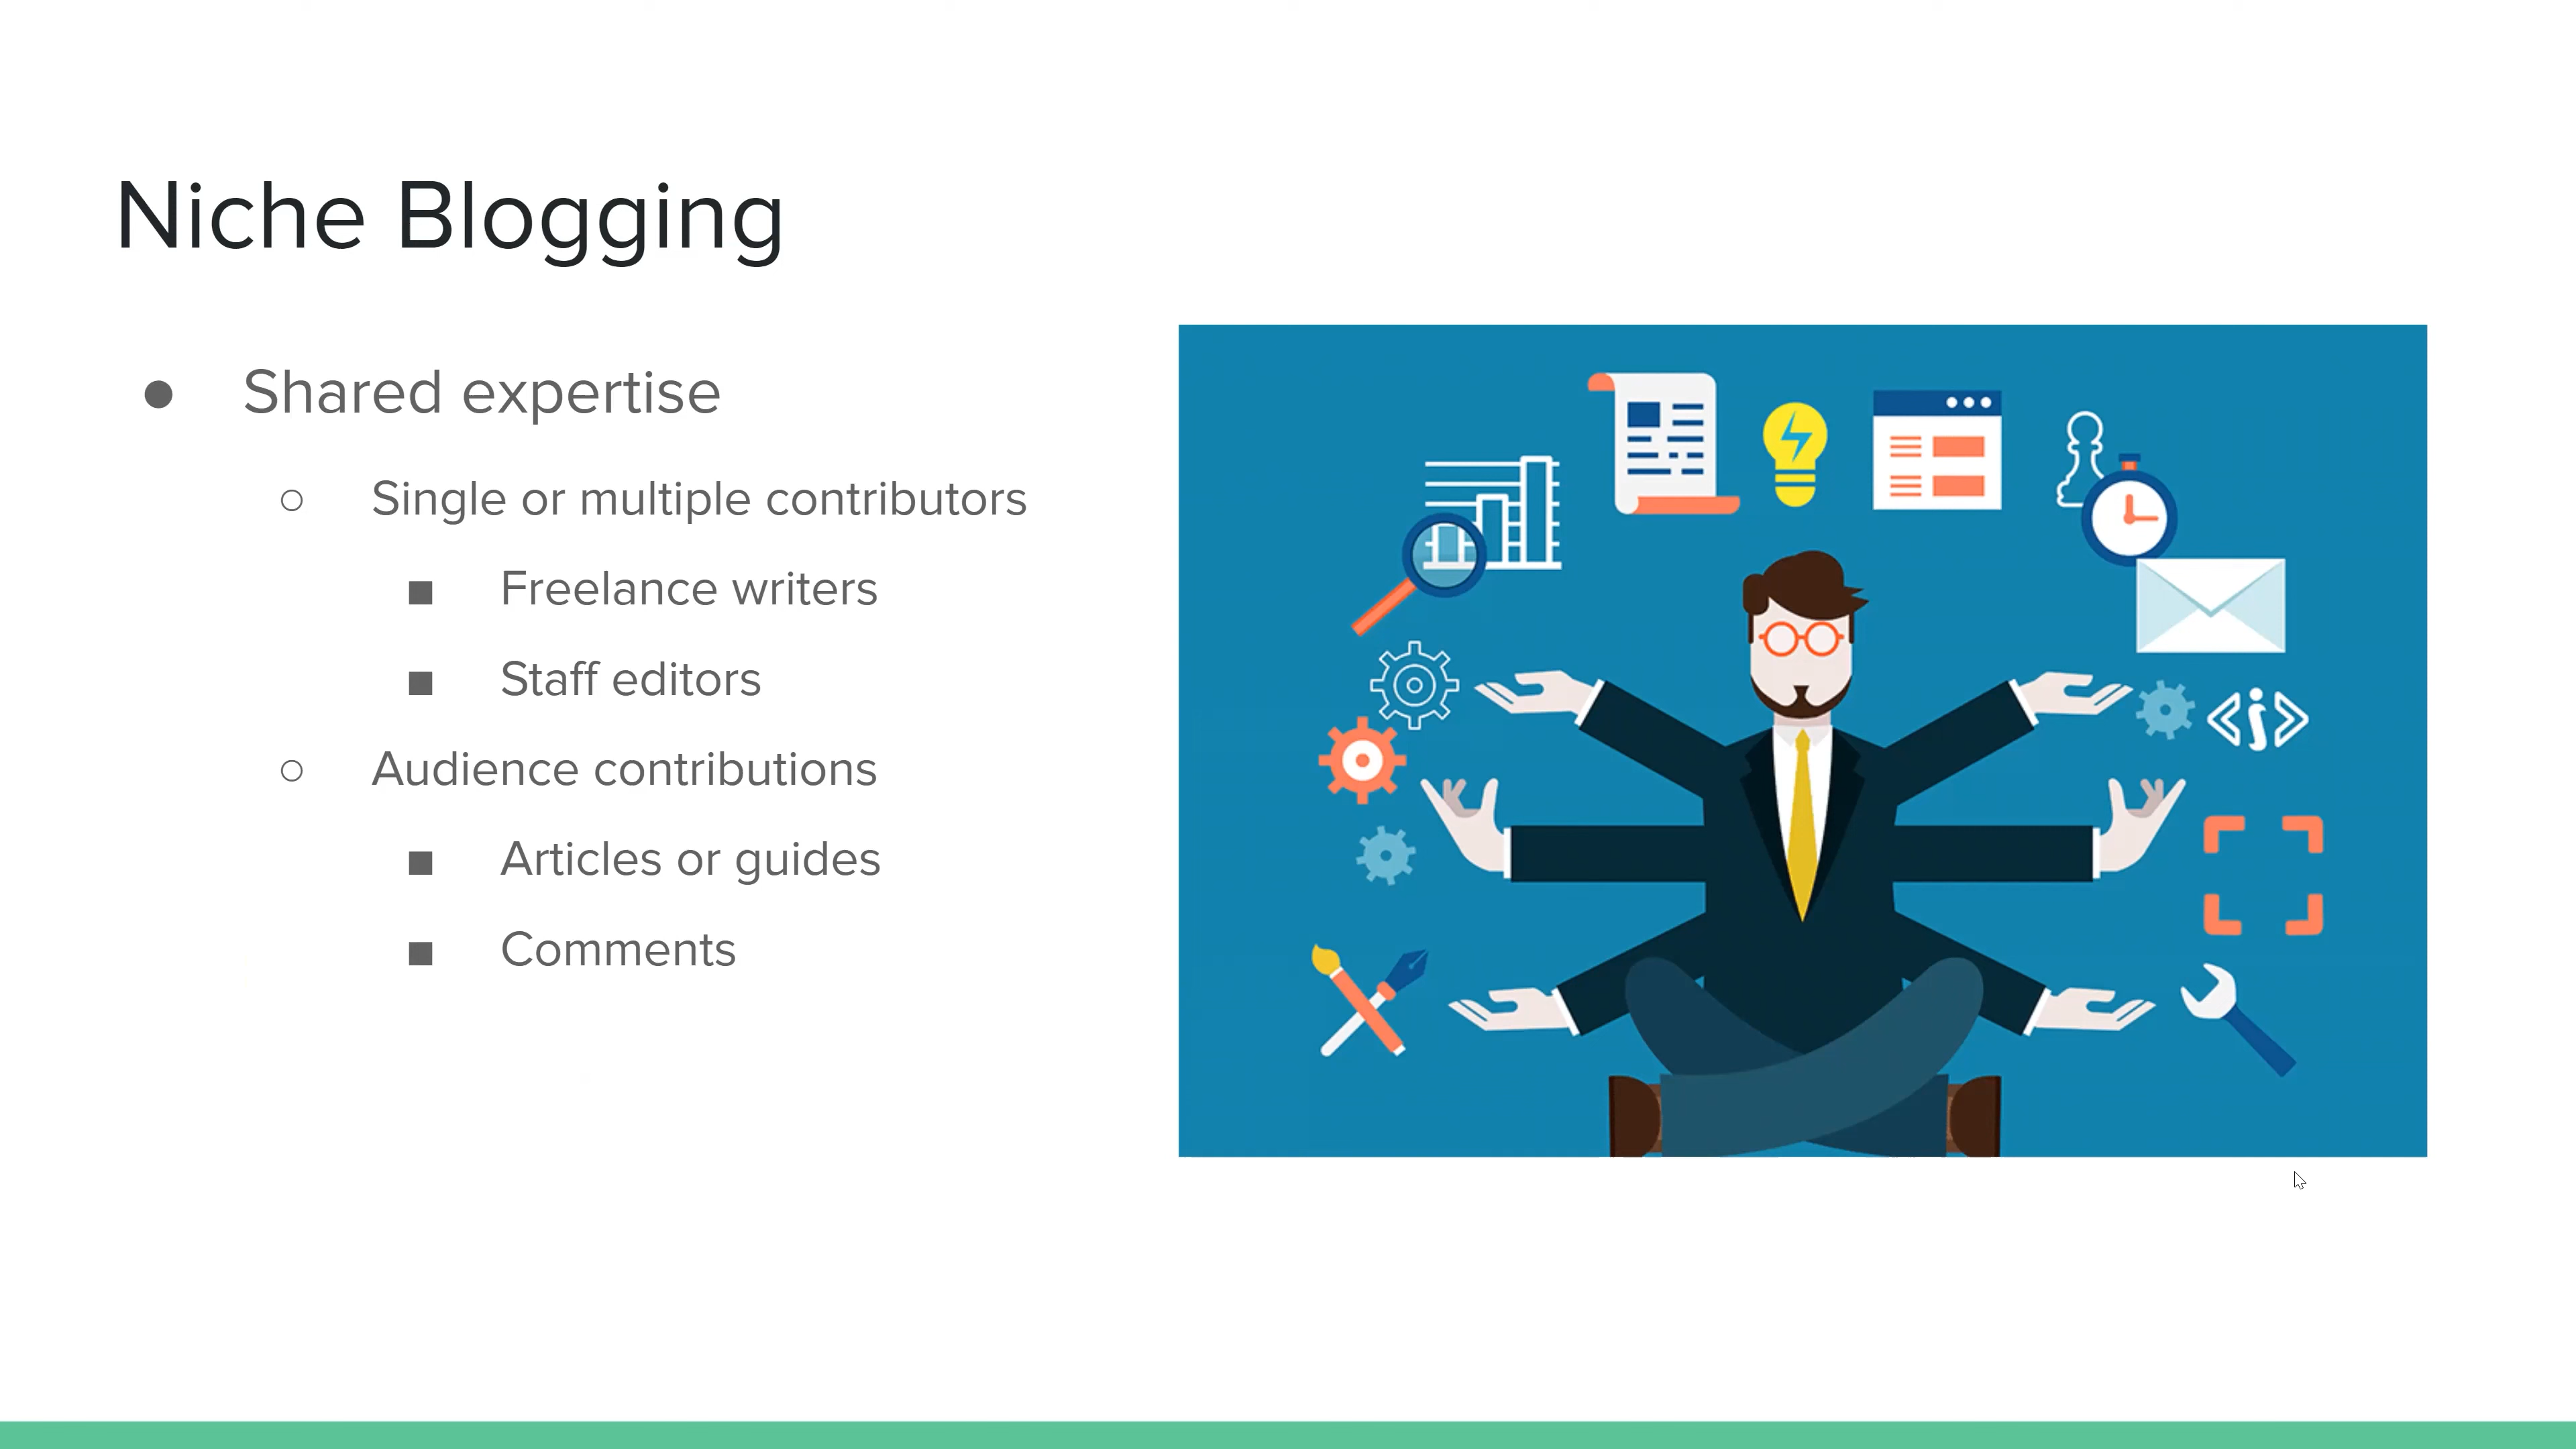 Niche Blogging
● Shared expertise
○ Single or multiple contributors
■ Freelance writers
■ Staff editors
○ Audience contributions
■ Articles or guides
■ Comments
<i>